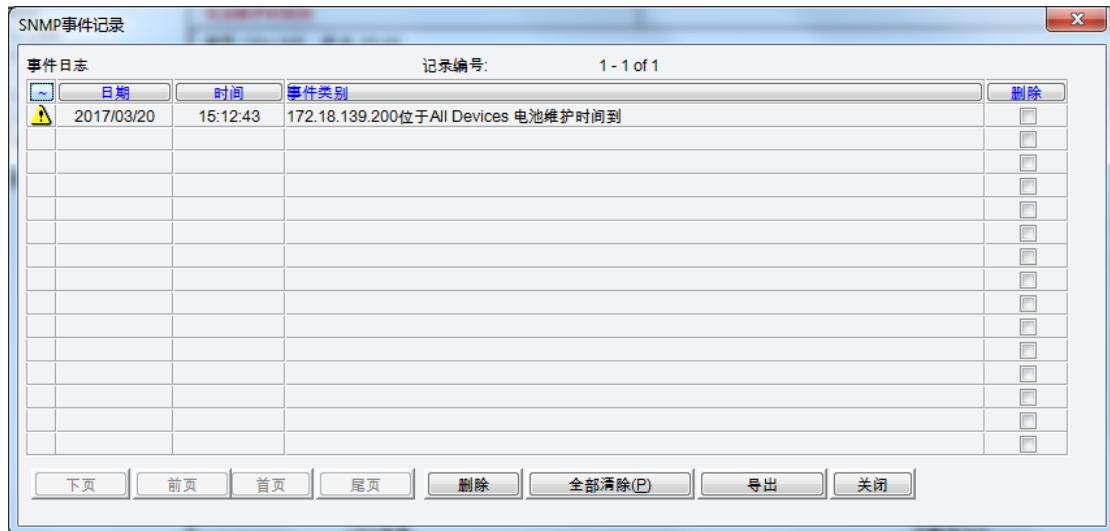 SNMP事件记录
事件日志 记录编号: 1 - 1 of 1
~ 日期 时间 事件类别 删除
2017/03/20 15:12:43 172.18.139.200位于All Devices 电池维护时间到
下页 前页 首页 尾页 删除 全部清除(P) 导出 关闭